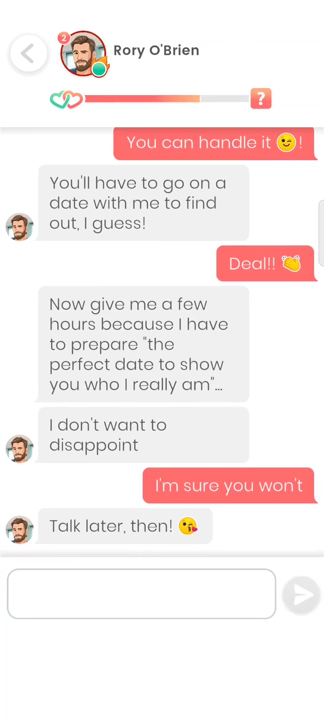 2
Rory O'Brien
?
You can handle it 😉!
You'll have to go on a
date with me to find
out, I guess!
Deal!! 👏
Now give me a few
hours because I have
to prepare "the
perfect date to show
you who I really am"...
I don't want to
disappoint
I'm sure you won't
Talk later, then! 😘